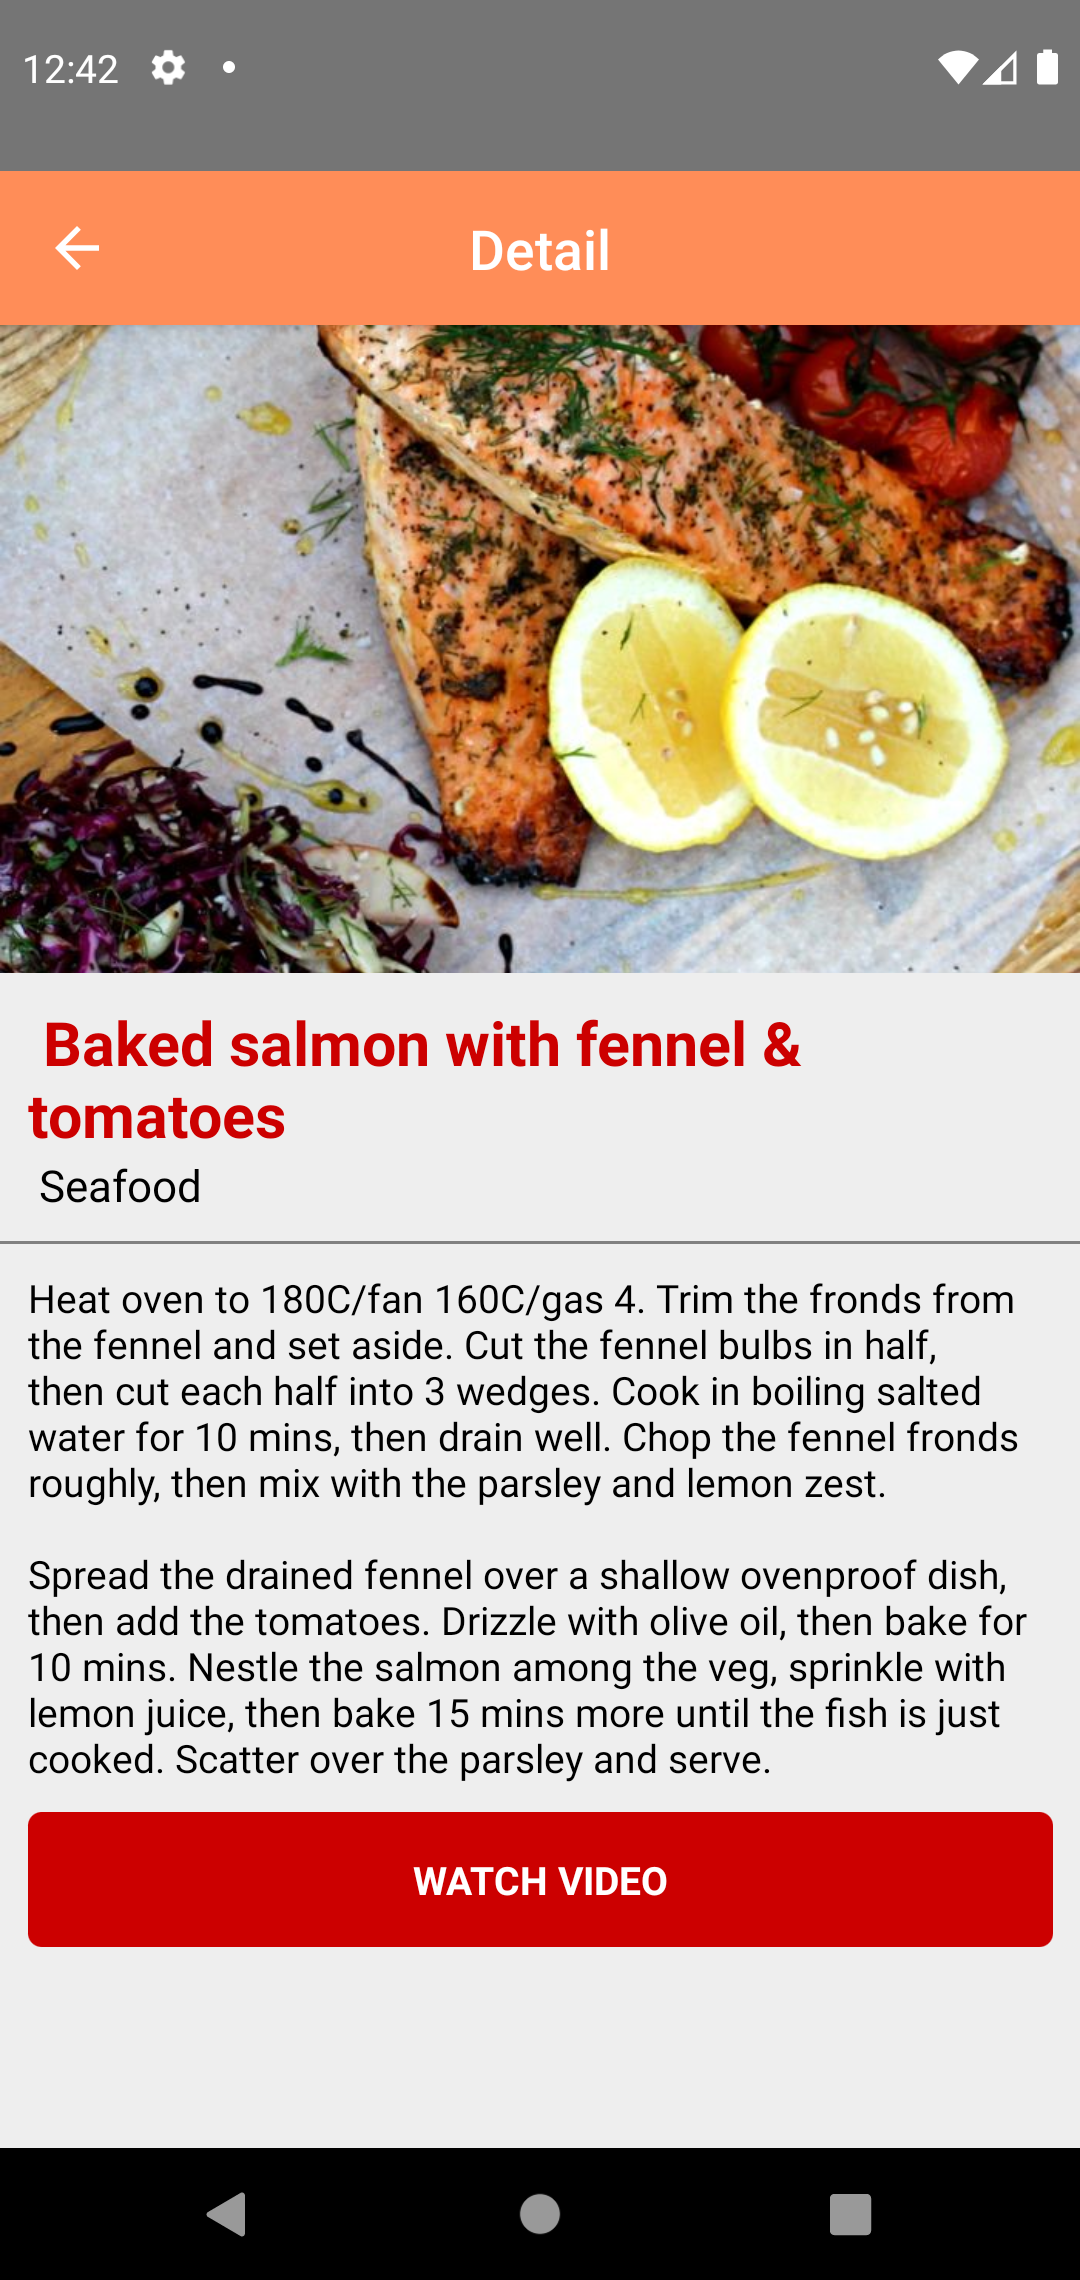 12:42
Detail
Baked salmon with fennel &
tomatoes
Seafood
Heat oven to 180C/fan 160C/gas 4. Trim the fronds from
the fennel and set aside. Cut the fennel bulbs in half,
then cut each half into 3 wedges. Cook in boiling salted
water for 10 mins, then drain well. Chop the fennel fronds
roughly, then mix with the parsley and lemon zest.
Spread the drained fennel over a shallow ovenproof dish,
then add the tomatoes. Drizzle with olive oil, then bake for
10 mins. Nestle the salmon among the veg, sprinkle with
lemon juice, then bake 15 mins more until the fish is just
cooked. Scatter over the parsley and serve.
WATCH VIDEO